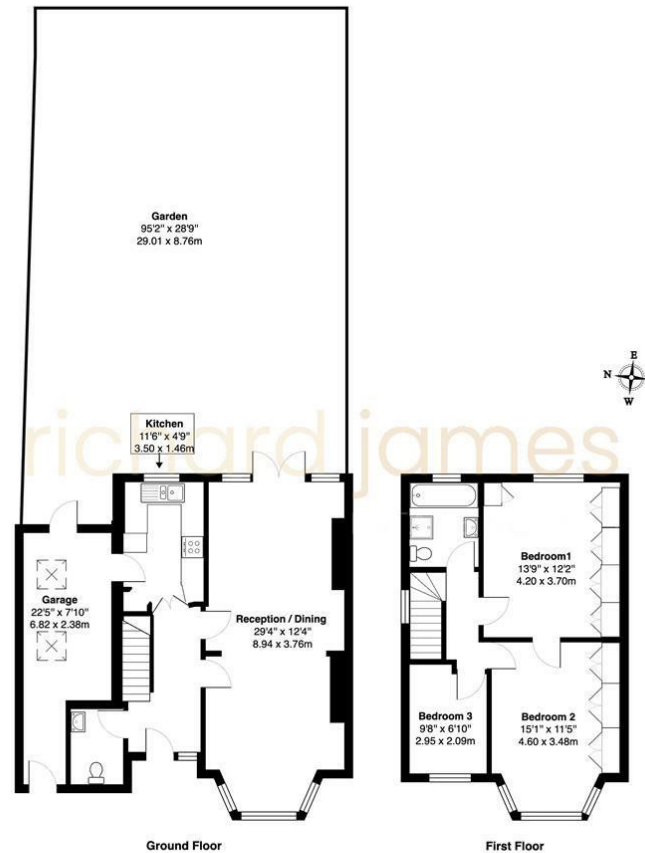 Garden
95'2" x 28'9"
29.01 x 8.76m
E
N
W
richard james
Kitchen
11'6" x 4'9"
3.50 x 1.46m
Garage
22'5" x 7'10"
6.82 x 2.38m
Reception / Dining
29'4" x 12'4"
8.94 x 3.76m
Bedroom1
13'9" x 12'2"
4.20 x 3.70m
Bedroom 3
9'8" x 6'10"
2.95 x 2.09m
Bedroom 2
15'1" x 11'5"
4.60 x 3.48m
Ground Floor
First Floor